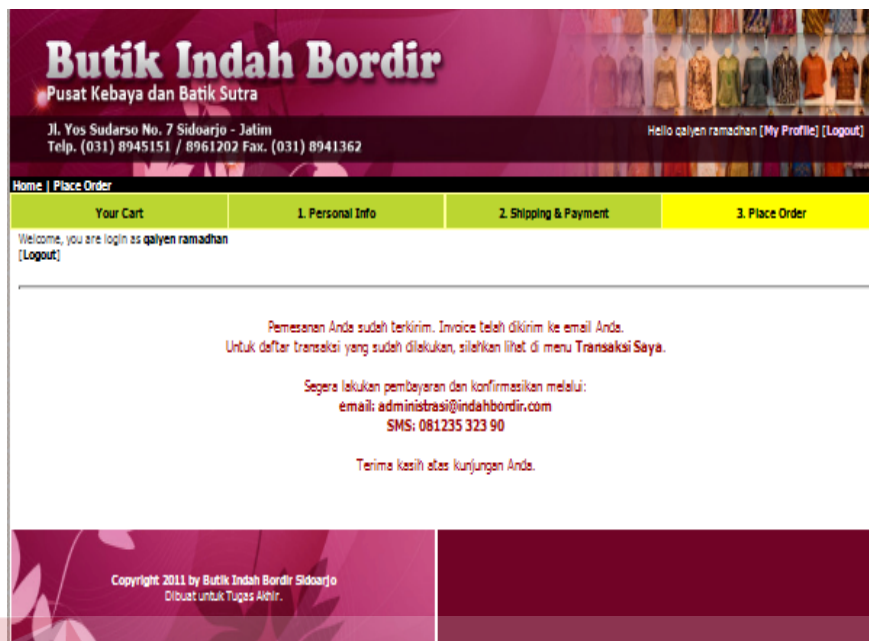 Butik Indah Bordir
Pusat Kebaya dan Batik Sutra
Jl. Yos Sudarso No. 7 Sidoarjo - Jatim
Telp. (031) 8945151 / 8961202 Fax. (031) 8941362
Hello qalyen ramadhan [My Profile] [Logout]
Home | Place Order
Your Cart
1. Personal Info
2. Shipping & Payment
3. Place Order
Welcome, you are login as qalyen ramadhan
[Logout]
Pemesanan Anda sudah terkirim. Invoice telah dikirim ke email Anda.
Untuk daftar transaksi yang sudah dilakukan, silahkan lihat di menu Transaksi Saya.
Segera lakukan pembayaran dan konfirmasikan melalui:
email: administrasi@indahbordir.com
SMS: 081235 323 90
Terima kasih atas kunjungan Anda.
Copyright 2011 by Butik Indah Bordir Sidoarjo
Dibuat untuk Tugas Akhir.